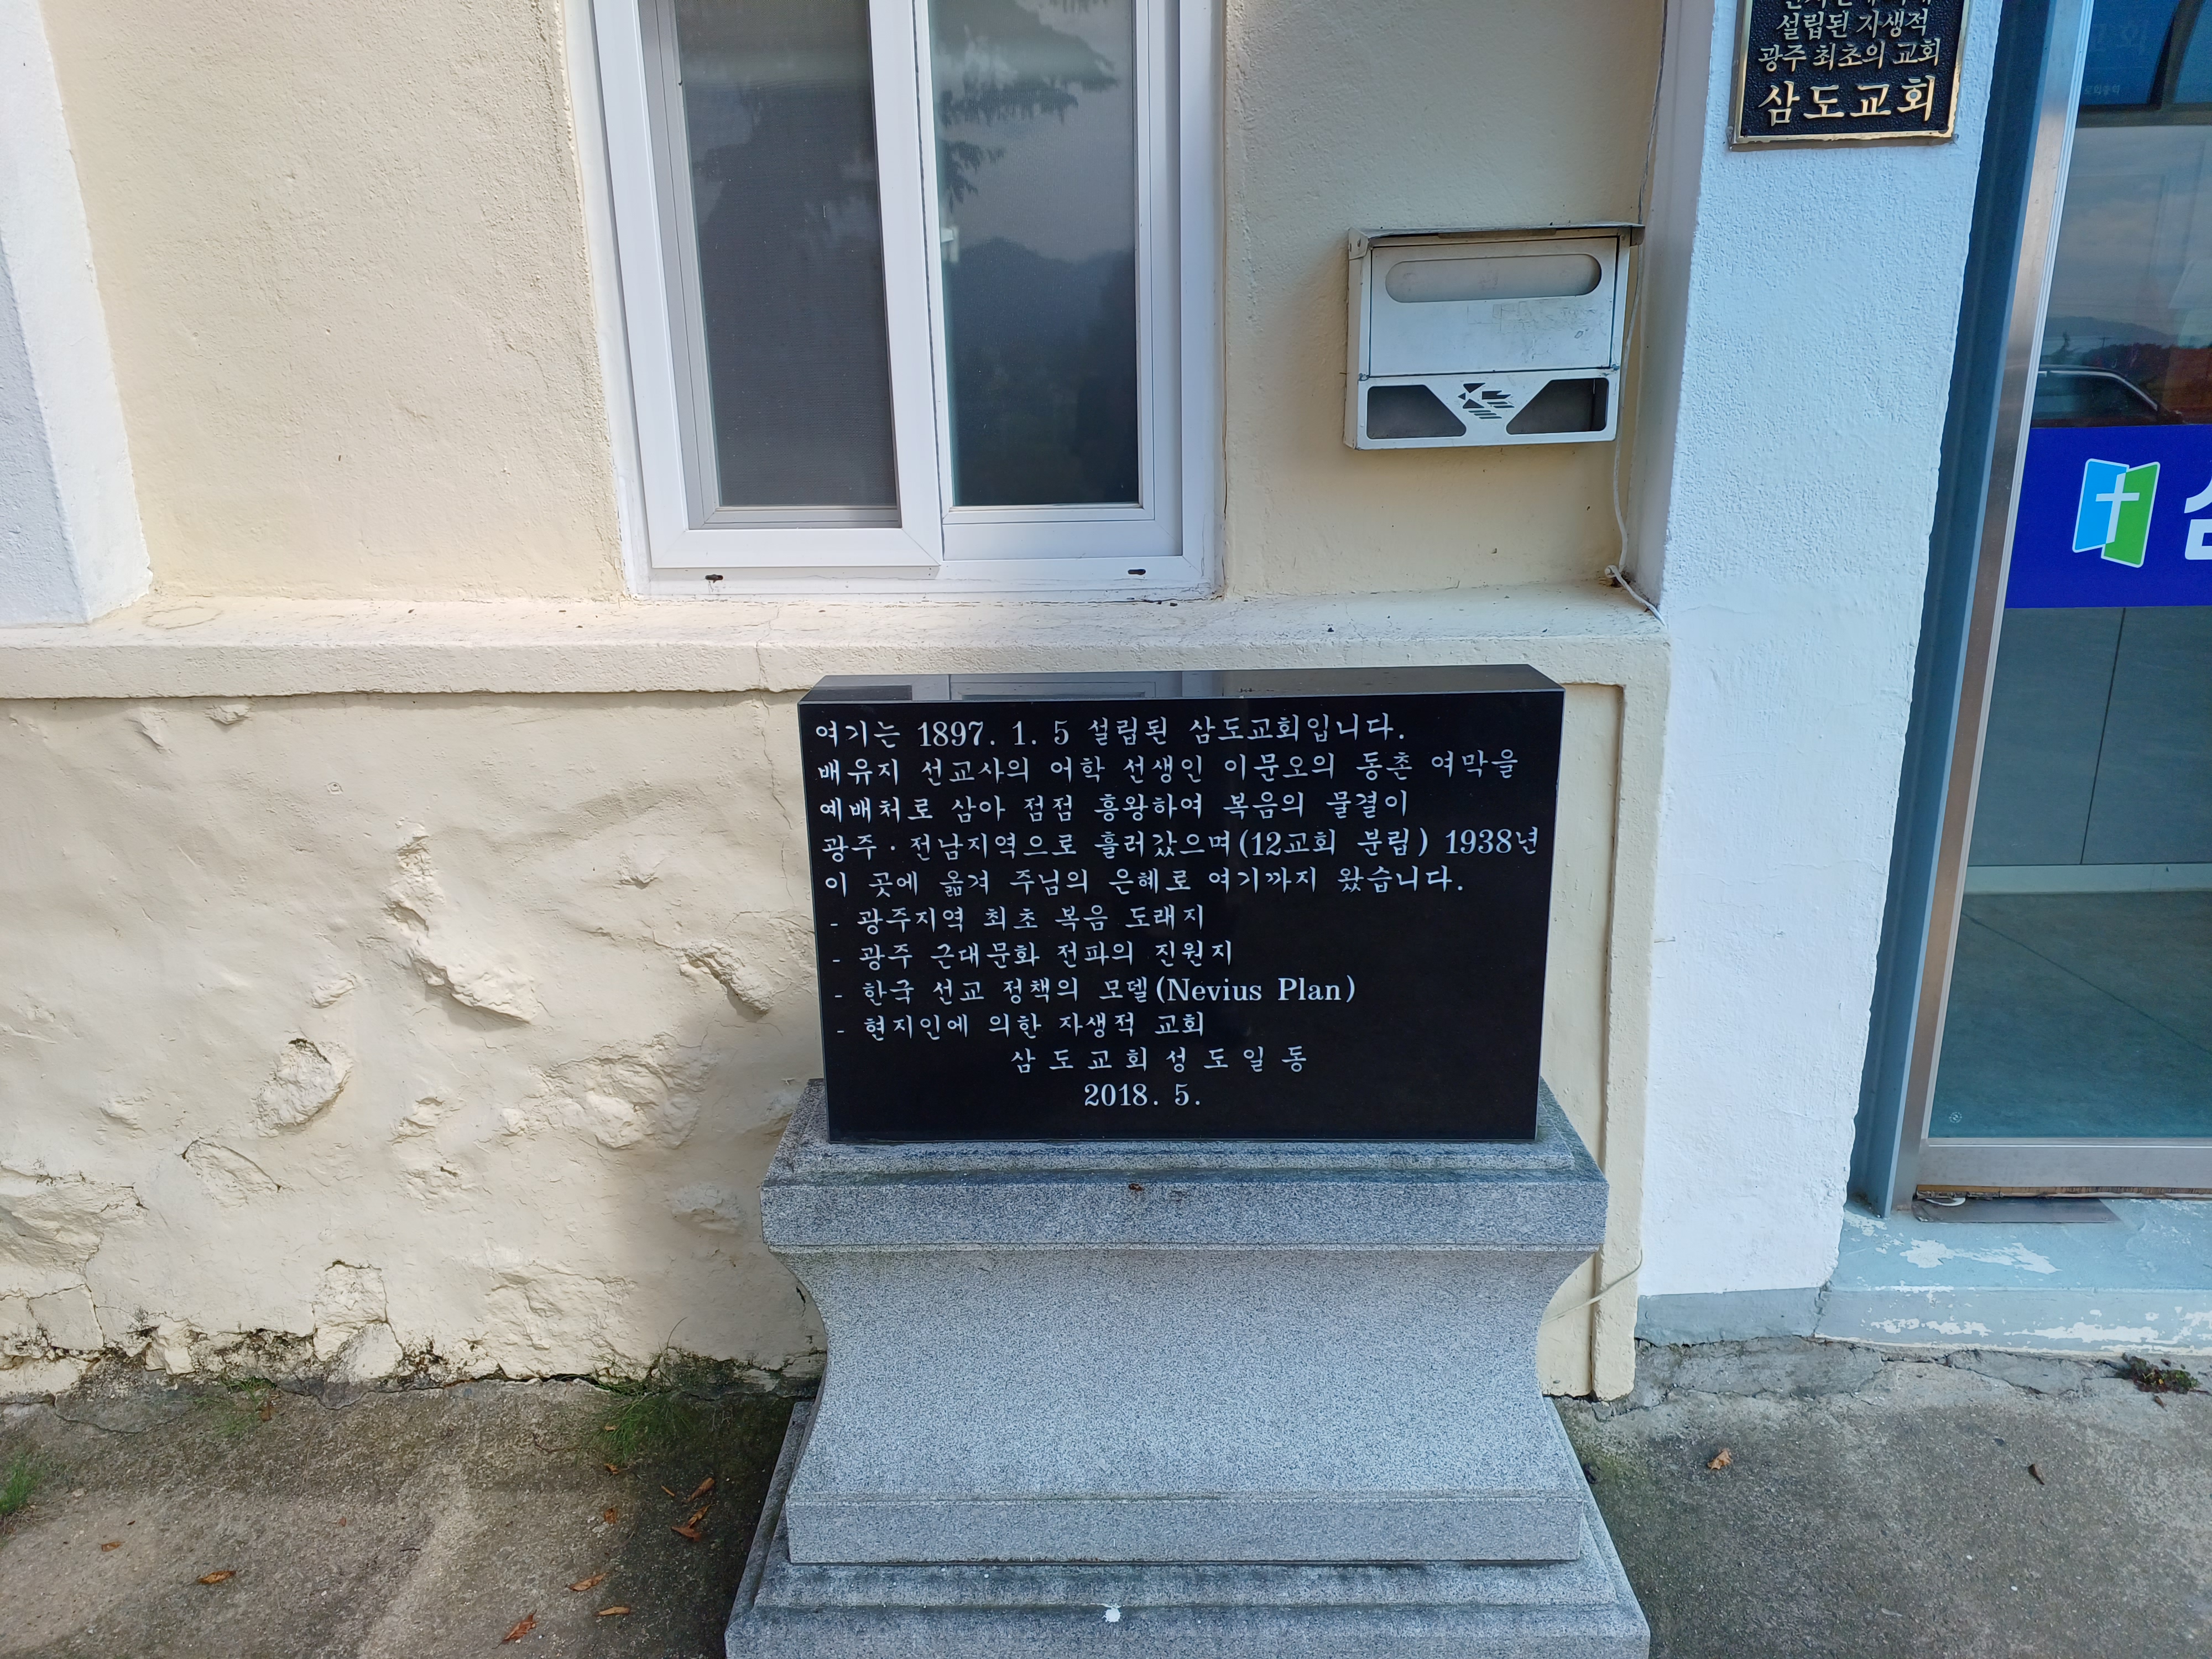 설립된 자생적
광주 최초의 교회
삼도교회
여기는 1897. 1. 5 설립된 삼도교회입니다.
배유지 선교사의 어학 선생인 이문오의 동촌 여막을
예배처로 삼아 점점 흥왕하여 복음의 물결이
광주·전남지역으로 흘러갔으며(12교회 분립) 1938년
이 곳에 옮겨 주님의 은혜로 여기까지 왔습니다.
- 광주지역 최초 복음 도래지
- 광주 근대문화 전파의 진원지
- 한국 선교 정책의 모델(Nevius Plan)
- 현지인에 의한 자생적 교회
삼 도 교 회 성 도 일 동
2018. 5.